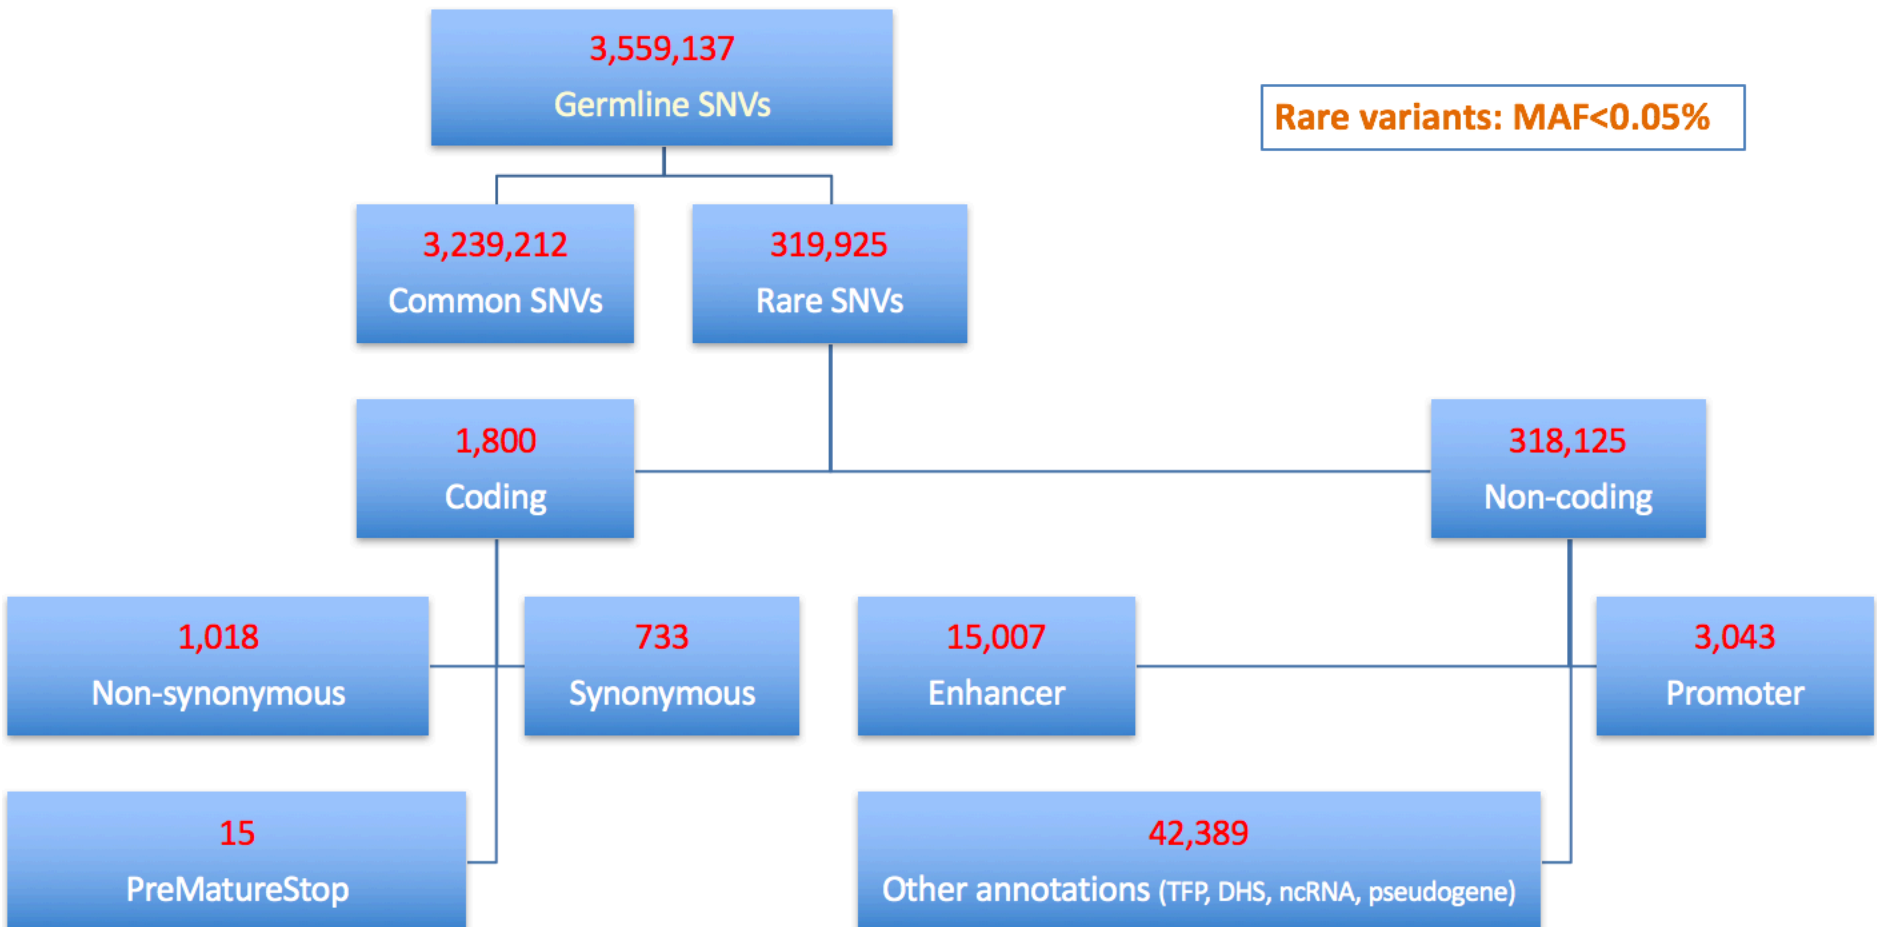 3,559,137
Germline SNVs
Rare variants: MAF<0.05%
3,239,212
Common SNVs
319,925
Rare SNVs
1,800
Coding
318,125
Non-coding
1,018
Non-synonymous
733
Synonymous
15,007
Enhancer
3,043
Promoter
15
PreMatureStop
42,389
Other annotations (TFP, DHS, ncRNA, pseudogene)